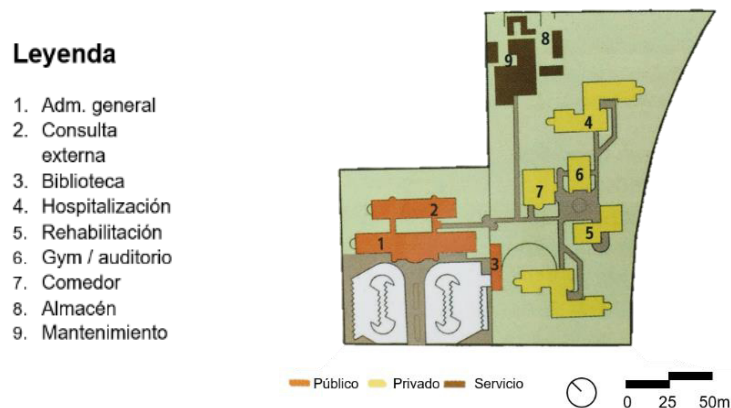 Leyenda
1. Adm. general
2. Consulta
externa
3. Biblioteca
4. Hospitalización
5. Rehabilitación
6. Gym / auditorio
7. Comedor
8. Almacén
9. Mantenimiento
8
9
4
6
7
2
5
1
3
Público Privado Servicio
0 25 50m